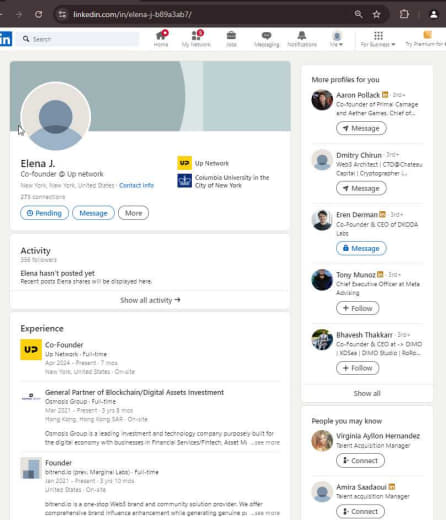 linkedin.com/in/elena-j-b89a3ab7/
in
Search
Home
My Network
Jobs
Messaging
Notifications
Me
For Business
Try Premium for
Elena J.
Co-founder @ Up network
New York, New York, United States · Contact info
273 connections
UP Up Network
Columbia University in the
City of New York
Pending
Message
More
Activity
356 followers
Elena hasn't posted yet
Recent posts Elena shares will be displayed here.
Show all activity →
Experience
UP
Co-Founder
Up Network · Full-time
Apr 2024 - Present · 7 mos
New York, United States · On-site
General Partner of Blockchain/Digital Assets Investment
Osmosis Group · Full-time
Mar 2021 - Present · 3 yrs 8 mos
Hong Kong, Hong Kong SAR · On-site
Osmosis Group is a leading investment and technology company purposely built for
the digital economy with businesses in Financial Services/Fintech, Asset M ...see more
Founder
bitrend.io (prev. Marginal Labs) · Full-time
Jan 2021 - Present · 3 yrs 10 mos
United States · On-site
bitrend.io is a one-stop Web3 brand and community solution provider. We offer
comprehensive brand influence enhancement while generating genuine ...see more
More profiles for you
Aaron Pollack in · 3rd+
Co-founder of Primal Carnage
and Aether Games. Chief of...
Message
Dmitry Chirun · 3rd+
Web3 Architect | CTO@Chateau
Capital | Cryptographer |...
Message
Eren Derman in · 3rd+
Co-Founder & CEO of DKODA
Labs
Message
Tony Munoz in · 3rd+
Chief Executive Officer at Meta
Advising
+ Follow
Bhavesh Thakkarr · 3rd+
Co-Founder & CEO at -> DIMO
| XDSea | DIMO Studio | RoRo...
+ Follow
Show all
People you may know
Virginia Ayllon Hernandez
Talent Acquisition Manager
Connect
Amira Saadaoui in
Talent acquisition Manager
Connect